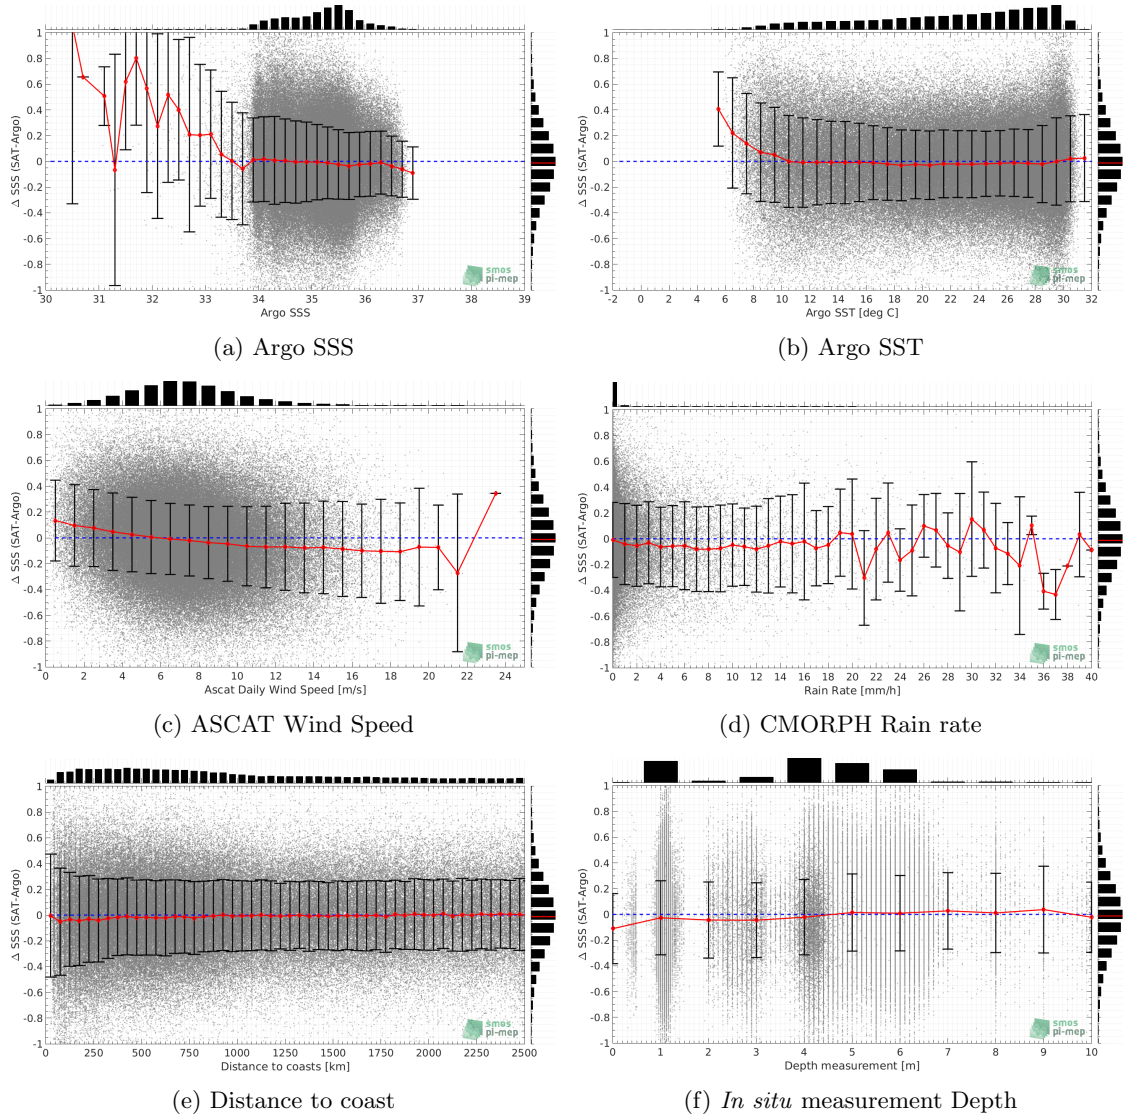 1
0.8
0.6
0.4
0.2
0
-0.2
-0.4
-0.6
-0.8
-1
Δ SSS (SAT-Argo)
30 31 32 33 34 35 36 37 38 39
Argo SSS
smos
pi-mep
(a) Argo SSS
1
0.8
0.6
0.4
0.2
0
-0.2
-0.4
-0.6
-0.8
-1
Δ SSS (SAT-Argo)
-2 0 2 4 6 8 10 12 14 16 18 20 22 24 26 28 30 32
Argo SST [deg C]
smos
pi-mep
(b) Argo SST
1
0.8
0.6
0.4
0.2
0
-0.2
-0.4
-0.6
-0.8
-1
Δ SSS (SAT-Argo)
0 2 4 6 8 10 12 14 16 18 20 22 24
Ascat Daily Wind Speed [m/s]
smos
pi-mep
(c) ASCAT Wind Speed
1
0.8
0.6
0.4
0.2
0
-0.2
-0.4
-0.6
-0.8
-1
Δ SSS (SAT-Argo)
0 2 4 6 8 10 12 14 16 18 20 22 24 26 28 30 32 34 36 38 40
Rain Rate [mm/h]
smos
pi-mep
(d) CMORPH Rain rate
1
0.8
0.6
0.4
0.2
0
-0.2
-0.4
-0.6
-0.8
-1
Δ SSS (SAT-Argo)
0 250 500 750 1000 1250 1500 1750 2000 2250 2500
Distance to coasts [km]
smos
pi-mep
(e) Distance to coast
1
0.8
0.6
0.4
0.2
0
-0.2
-0.4
-0.6
-0.8
-1
Δ SSS (SAT-Argo)
0 1 2 3 4 5 6 7 8 9 10
Depth measurement [m]
smos
pi-mep
(f) In situ measurement Depth